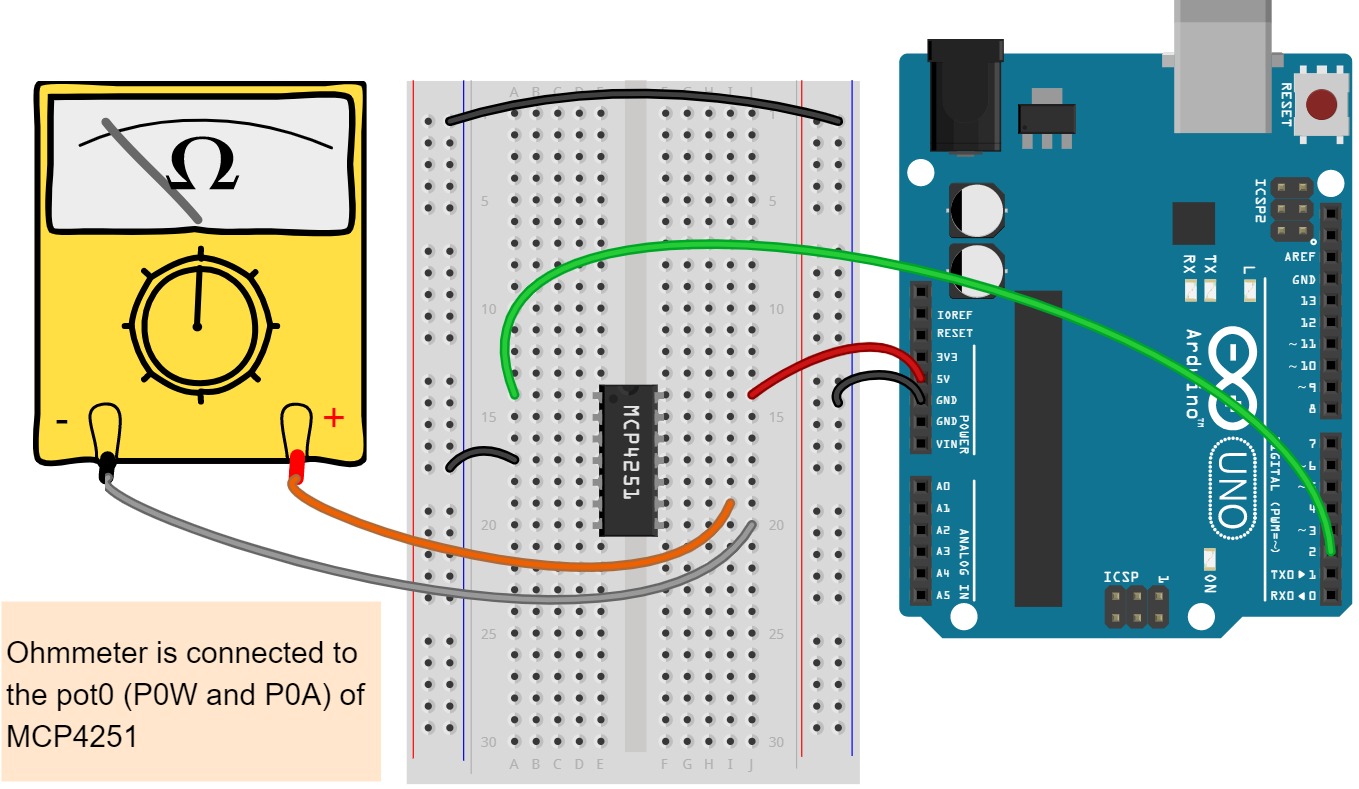 Ω
-
+
Ohmmeter is connected to
the pot0 (P0W and P0A) of
MCP4251
A B C D E F G H I J
1
5 5
10 10
15 15
20 20
25 25
30 30
A B C D E F G H I J
MCP4251
RESET
ICSP2
IOREF
RESET
3V3
5V
GND
GND
VIN
POWER
A0
A1
A2
A3
A4
A5
ANALOG IN
RX
TX
L
Arduino™
UNO
ON
ICSP
1
AREF
GND
13
12
~11
~10
~9
8
7
~6
~
4
~3
2
TX0▶1
RX0◀0
DIGITAL (PWM=~)